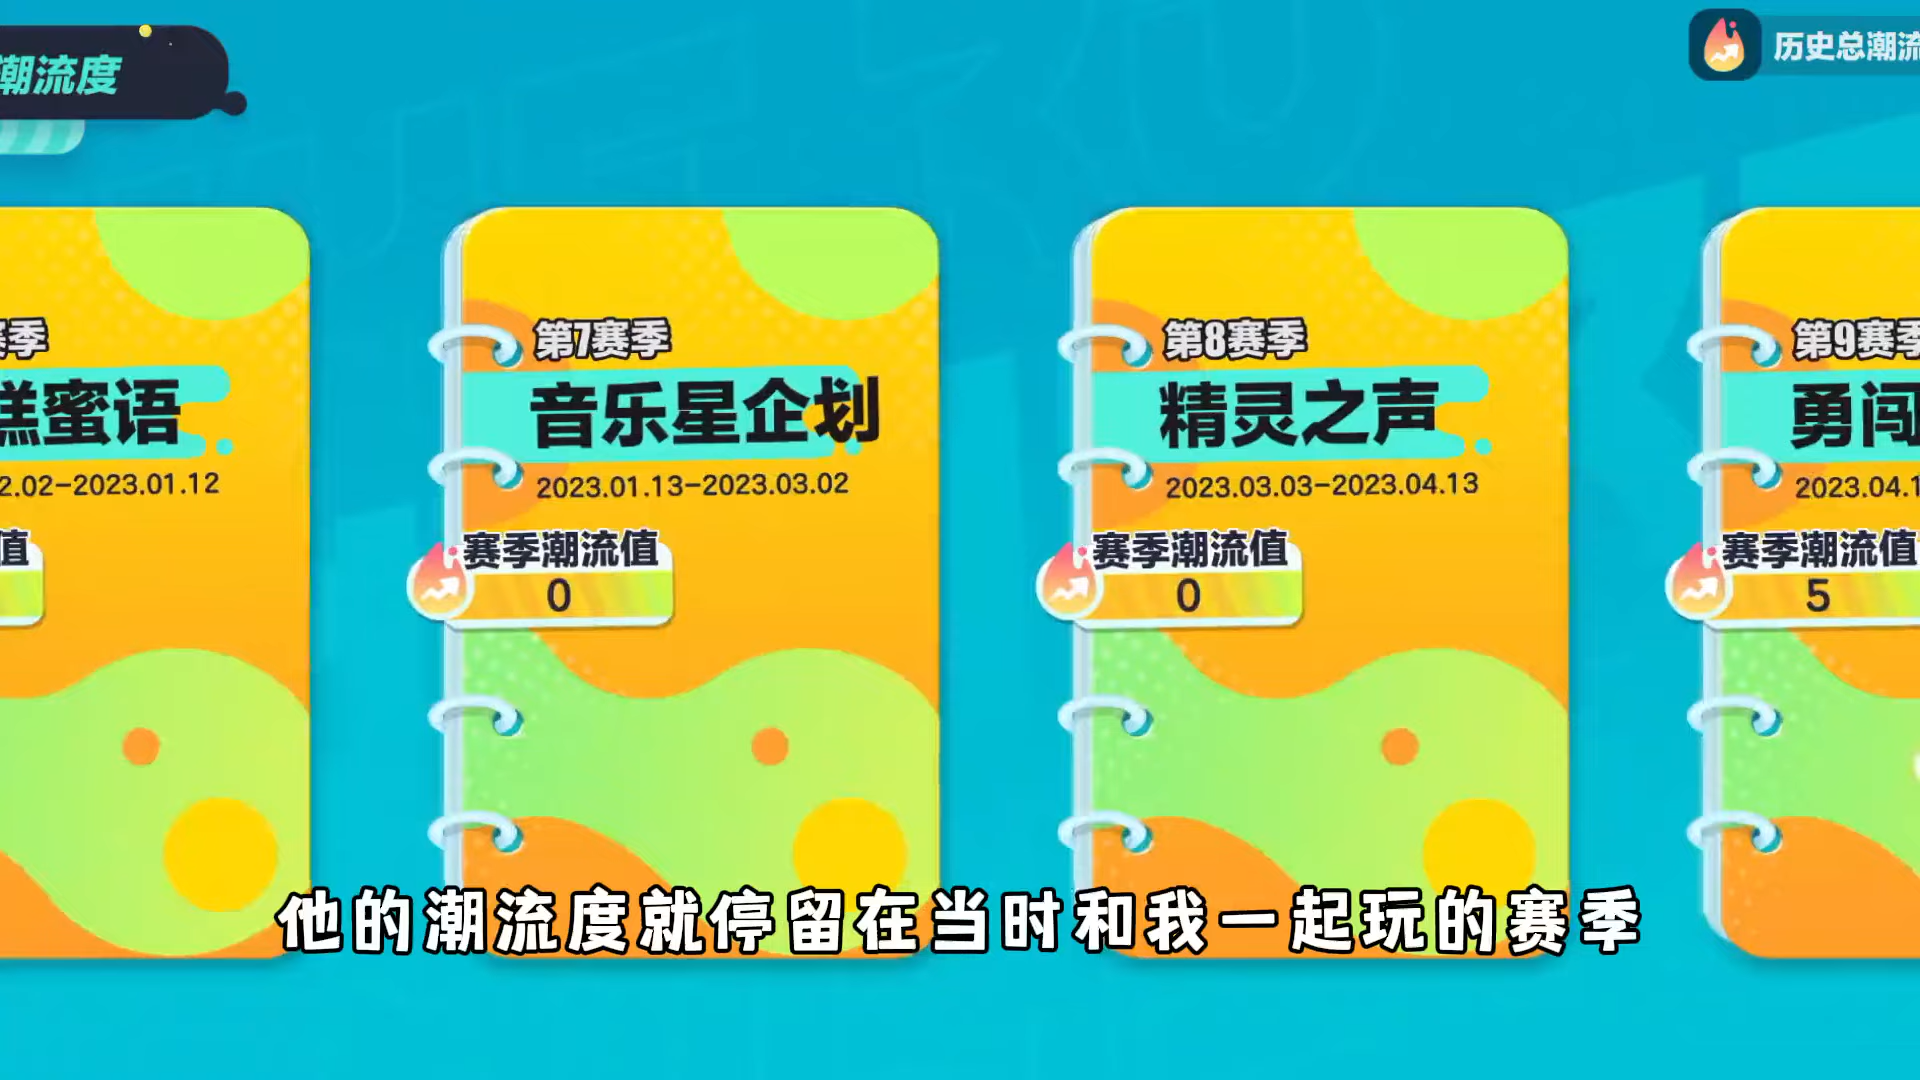 潮流度
历史总潮流
赛季
糕蜜语
2.02-2023.01.12
值
第7赛季
音乐星企划
2023.01.13-2023.03.02
赛季潮流值
0
第8赛季
精灵之声
2023.03.03-2023.04.13
赛季潮流值
0
第9赛季
勇闯
2023.04.1
赛季潮流值
5
他的潮流度就停留在当时和我一起玩的赛季